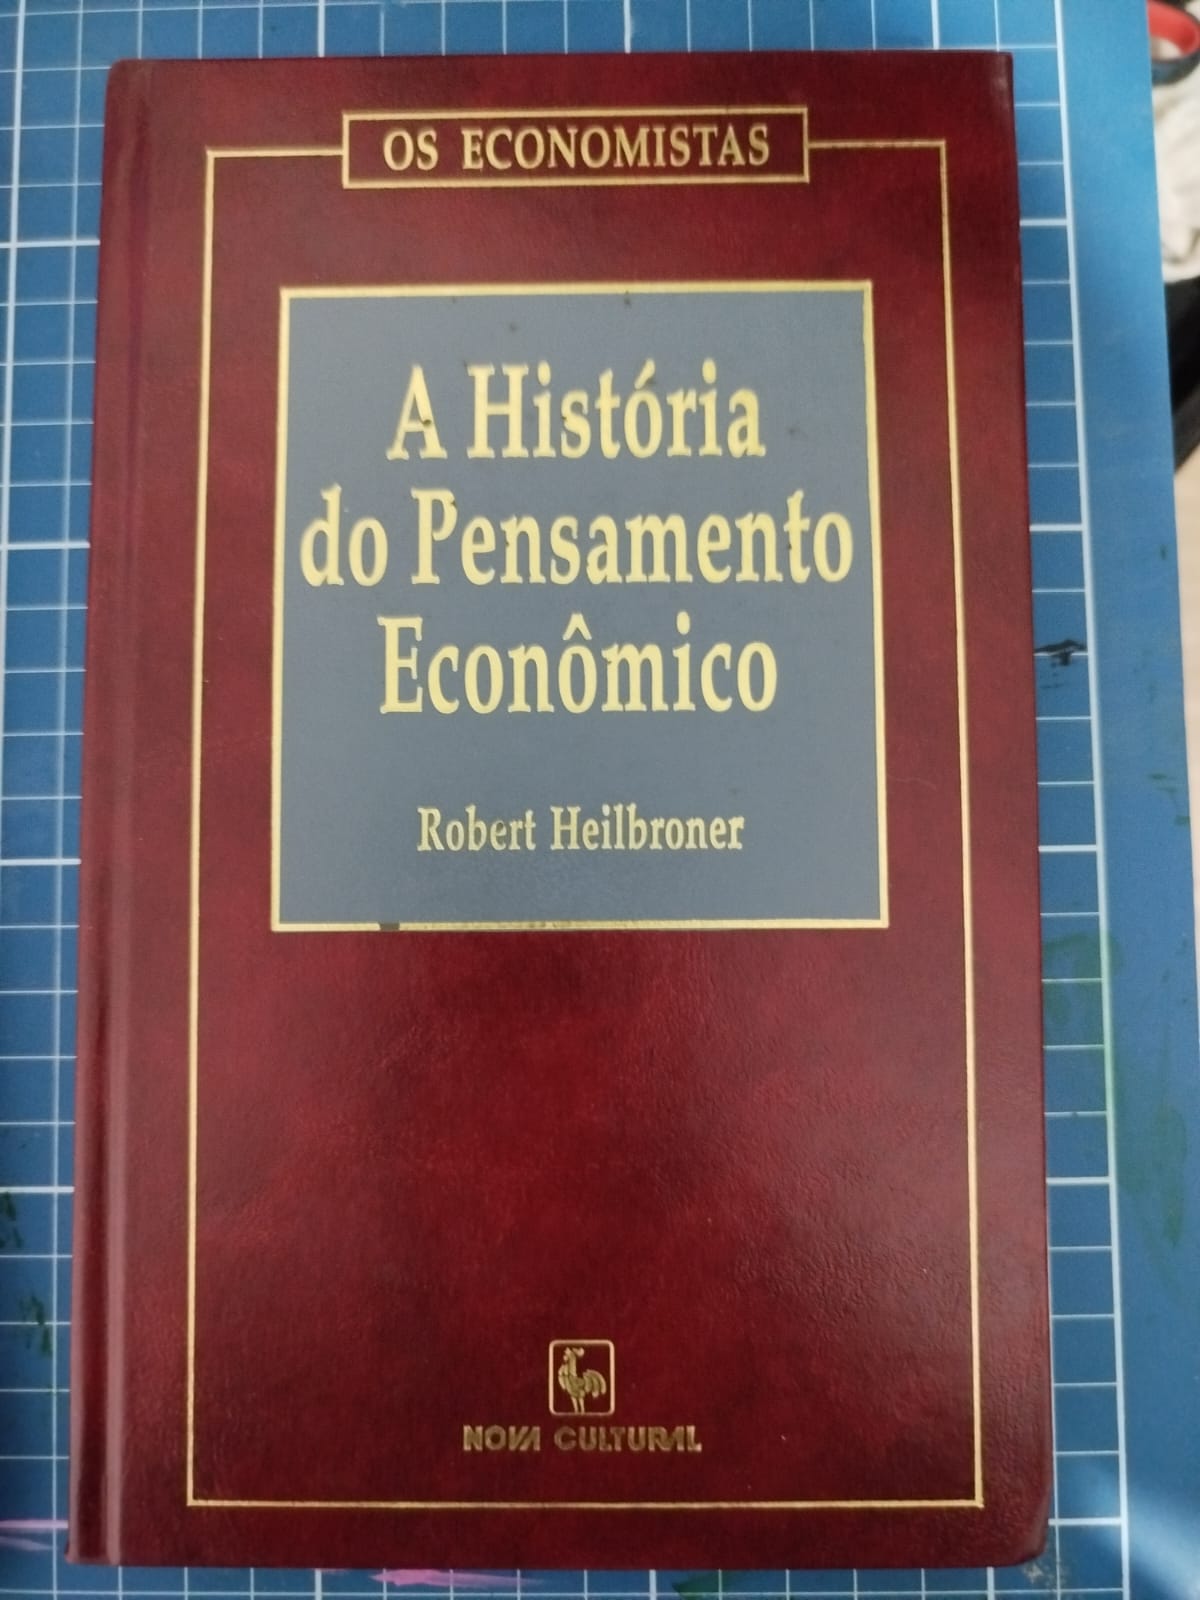 OS ECONOMISTAS
A História
do Pensamento
Econômico
Robert Heilbroner
NOVA CULTURAL